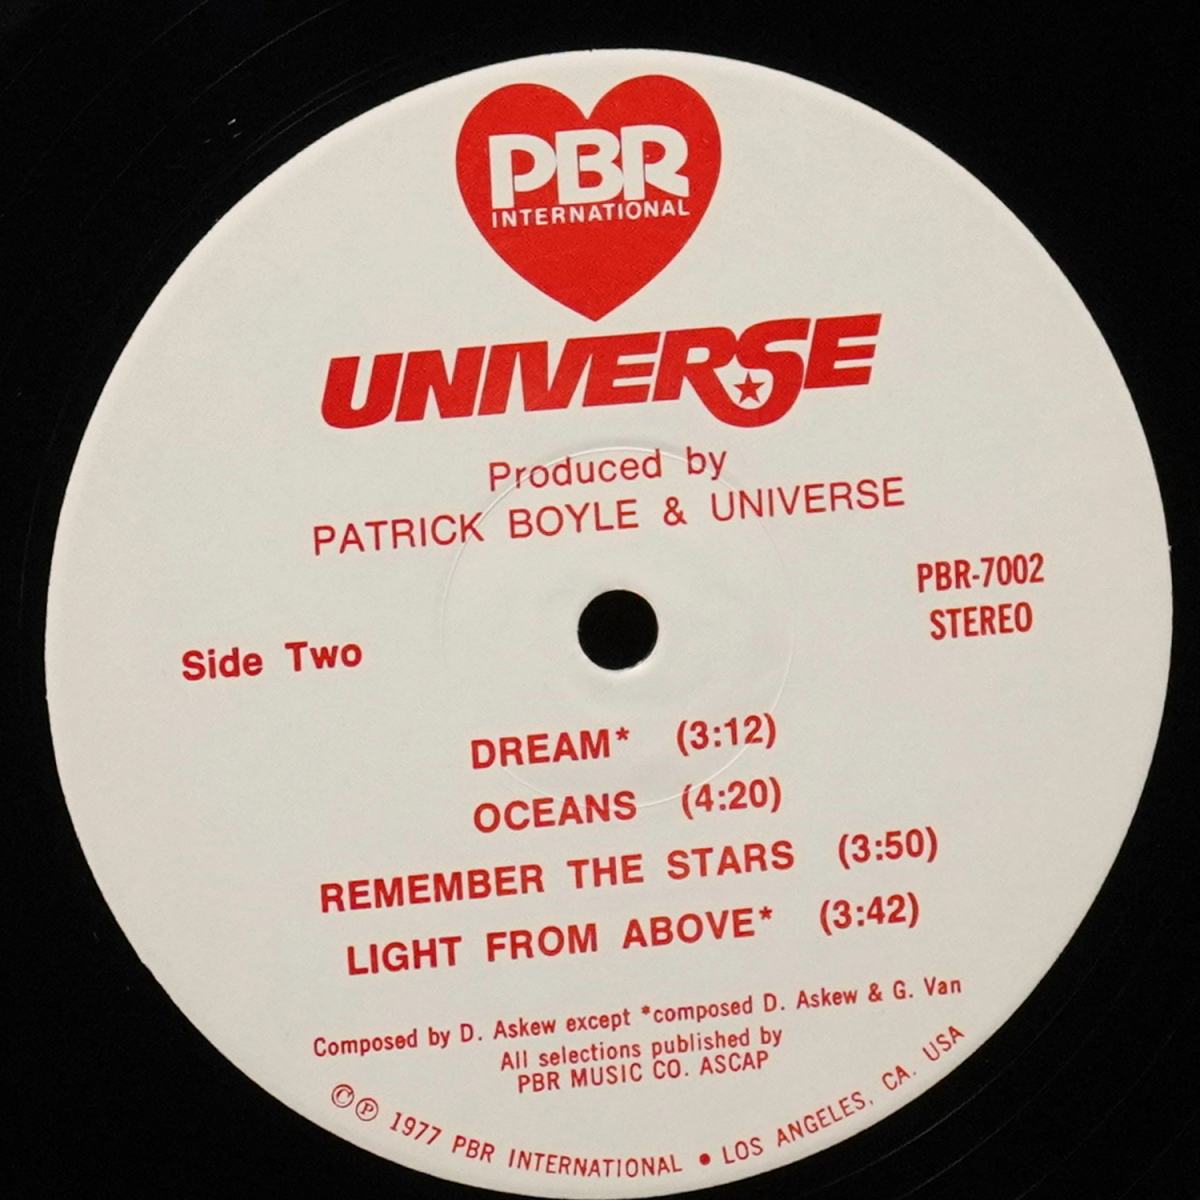 PBR
INTERNATIONAL
UNIVERSE
Produced by
PATRICK BOYLE & UNIVERSE
PBR-7002
STEREO
Side Two
DREAM* (3:12)
OCEANS (4:20)
REMEMBER THE STARS (3:50)
LIGHT FROM ABOVE* (3:42)
Composed by D. Askew except *composed D. Askew & G. Van
All selections published by
PBR MUSIC CO. ASCAP
©℗ 1977 PBR INTERNATIONAL • LOS ANGELES, CA. USA